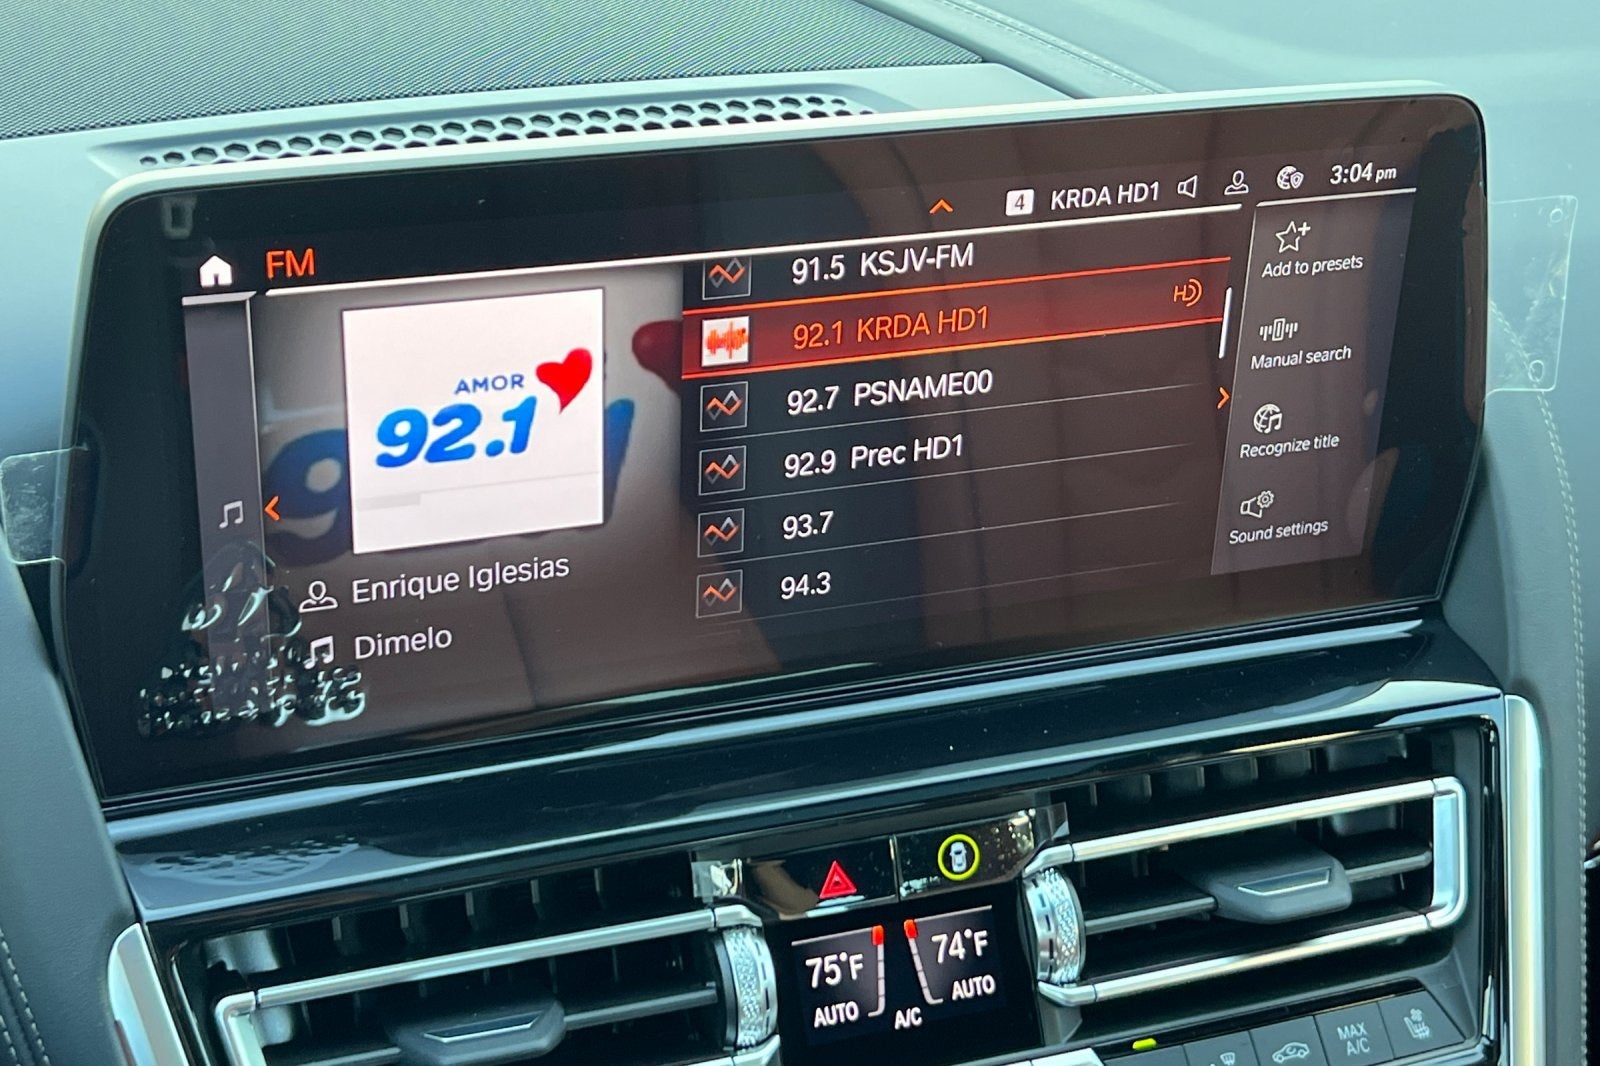 4 KRDA HD1 3:04 pm
FM
AMOR
92.1
Enrique Iglesias
Dimelo
91.5 KSJV-FM
92.1 KRDA HD1 HD
92.7 PSNAME00
92.9 Prec HD1
93.7
94.3
Add to presets
Manual search
Recognize title
Sound settings
75°F
AUTO
A/C
74°F
AUTO
MAX
A/C